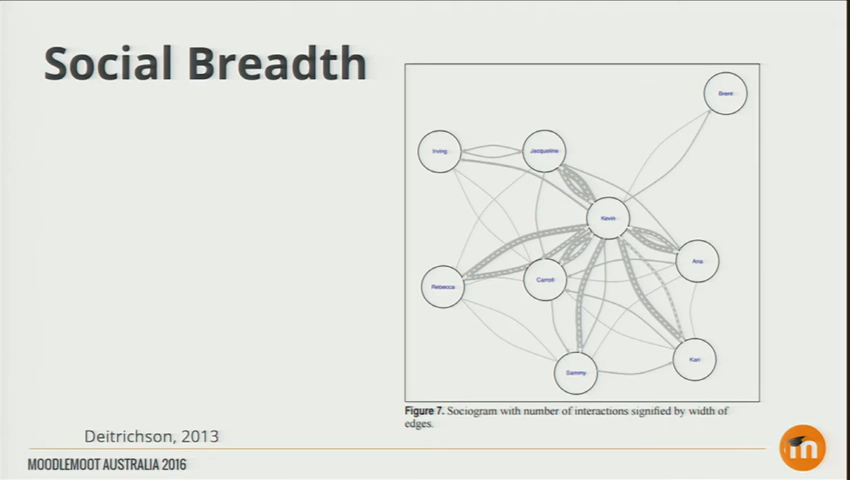 Social Breadth
Brent
Irving
Jacqueline
Kevin
Ana
Rebecca
Carroll
Sammy
Kari
Figure 7. Sociogram with number of interactions signified by width of
edges.
Deitrichson, 2013
MOODLEMOOT AUSTRALIA 2016
m